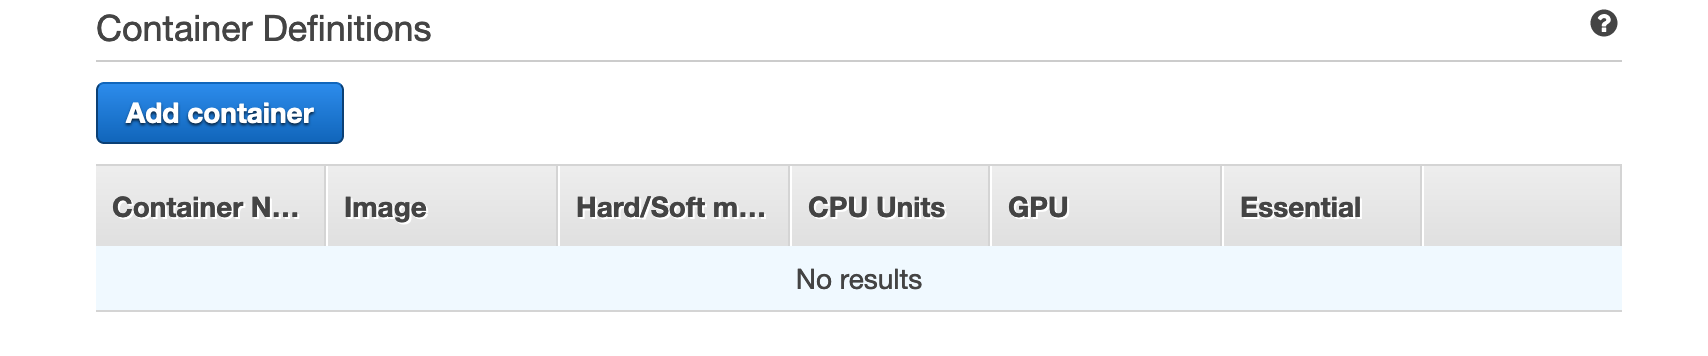 Container Definitions
Add container
Container N... Image Hard/Soft m... CPU Units GPU Essential
No results